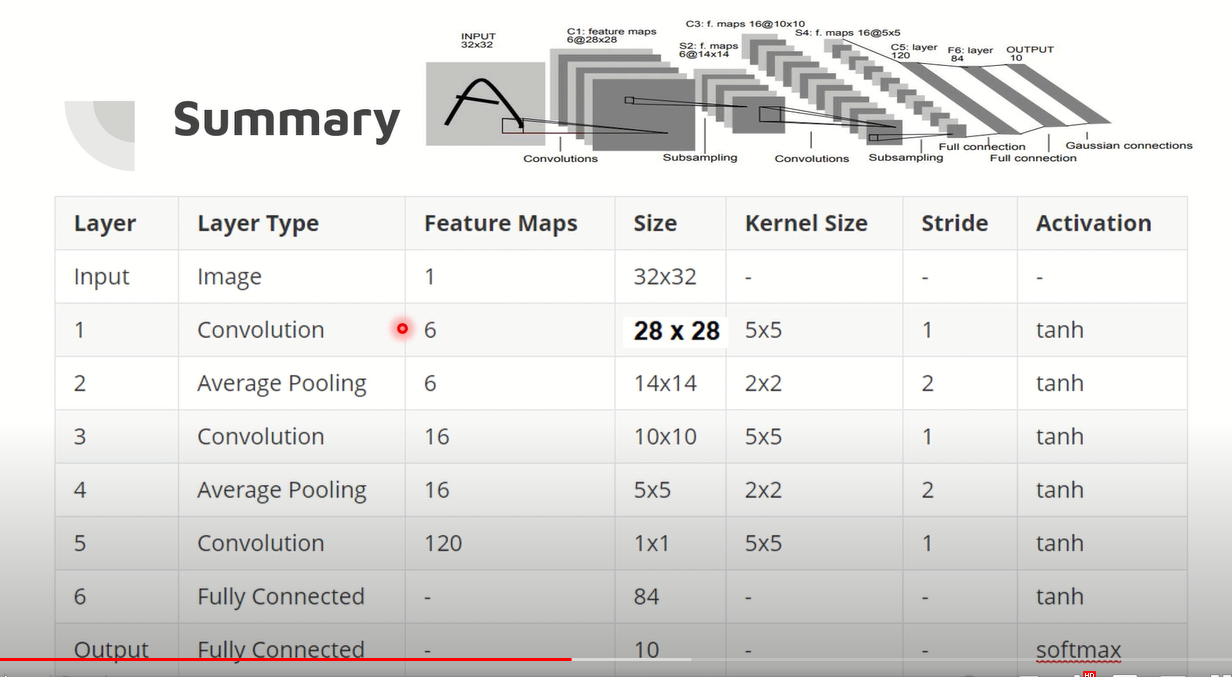 C3: f. maps 16@10x10
INPUT
32x32
C1: feature maps
6@28x28
S4: f. maps 16@5x5
S2: f. maps
6@14x14
C5: layer
120
F6: layer
84
OUTPUT
10
Summary
Convolutions
Subsampling
Convolutions
Subsampling
Full connection
Full connection
Gaussian connections
Layer Layer Type Feature Maps Size Kernel Size Stride Activation
Input Image 1 32x32 - - -
1 Convolution 6 28 x 28 5x5 1 tanh
2 Average Pooling 6 14x14 2x2 2 tanh
3 Convolution 16 10x10 5x5 1 tanh
4 Average Pooling 16 5x5 2x2 2 tanh
5 Convolution 120 1x1 5x5 1 tanh
6 Fully Connected - 84 - - tanh
Output Fully Connected - 10 - - softmax
HD